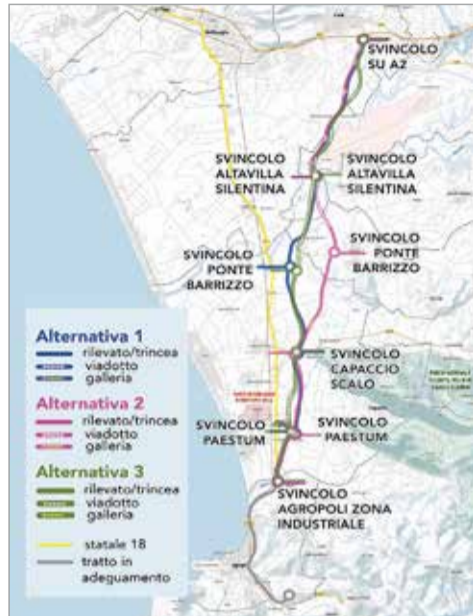 SVINCOLO
SU A2
SVINCOLO
ALTAVILLA
SILENTINA
SVINCOLO
ALTAVILLA
SILENTINA
SVINCOLO
PONTE
BARRIZZO
SVINCOLO
PONTE
BARRIZZO
Alternativa 1
rilevato/trincea
viadotto
galleria
Alternativa 2
rilevato/trincea
viadotto
galleria
Alternativa 3
rilevato/trincea
viadotto
galleria
statale 18
tratto in
adeguamento
SVINCOLO
CAPACCIO
SCALO
SVINCOLO
PAESTUM
SVINCOLO
PAESTUM
SVINCOLO
AGROPOLI ZONA
INDUSTRIALE